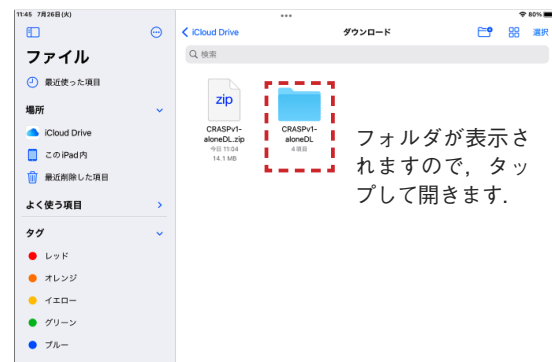 11:45 7月26日(火)
80%
iCloud Drive
ダウンロード
選択
ファイル
検索
最近使った項目
場所
iCloud Drive
このiPad内
最近削除した項目
よく使う項目
タグ
レッド
オレンジ
イエロー
グリーン
ブルー
zip
CRASPv1-
aloneDL.zip
今日 11:04
14.1 MB
CRASPv1-
aloneDL
4項目
フォルダが表示さ
れますので，タッ
プして開きます.